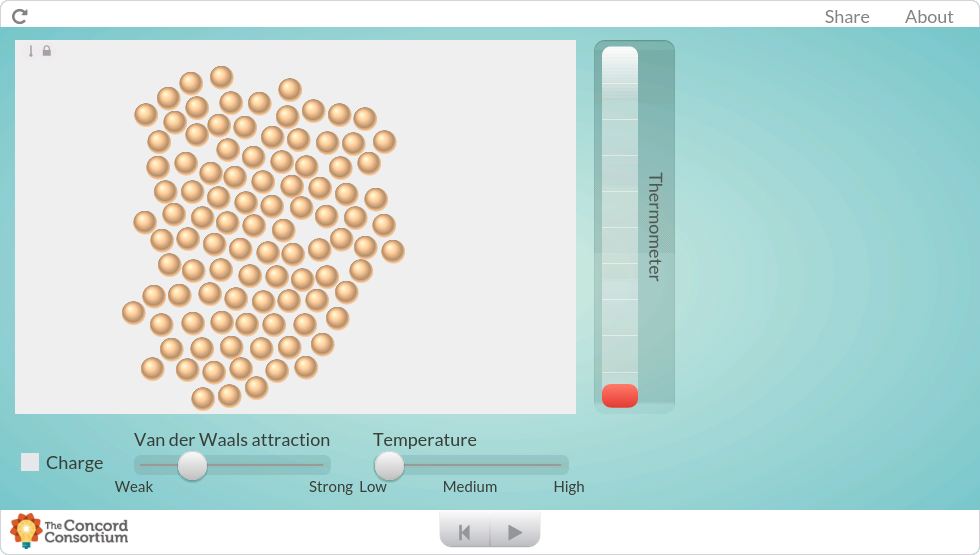 Share About
Thermometer
Van der Waals attraction Temperature
Charge
Weak Strong Low Medium High
The Concord
Consortium